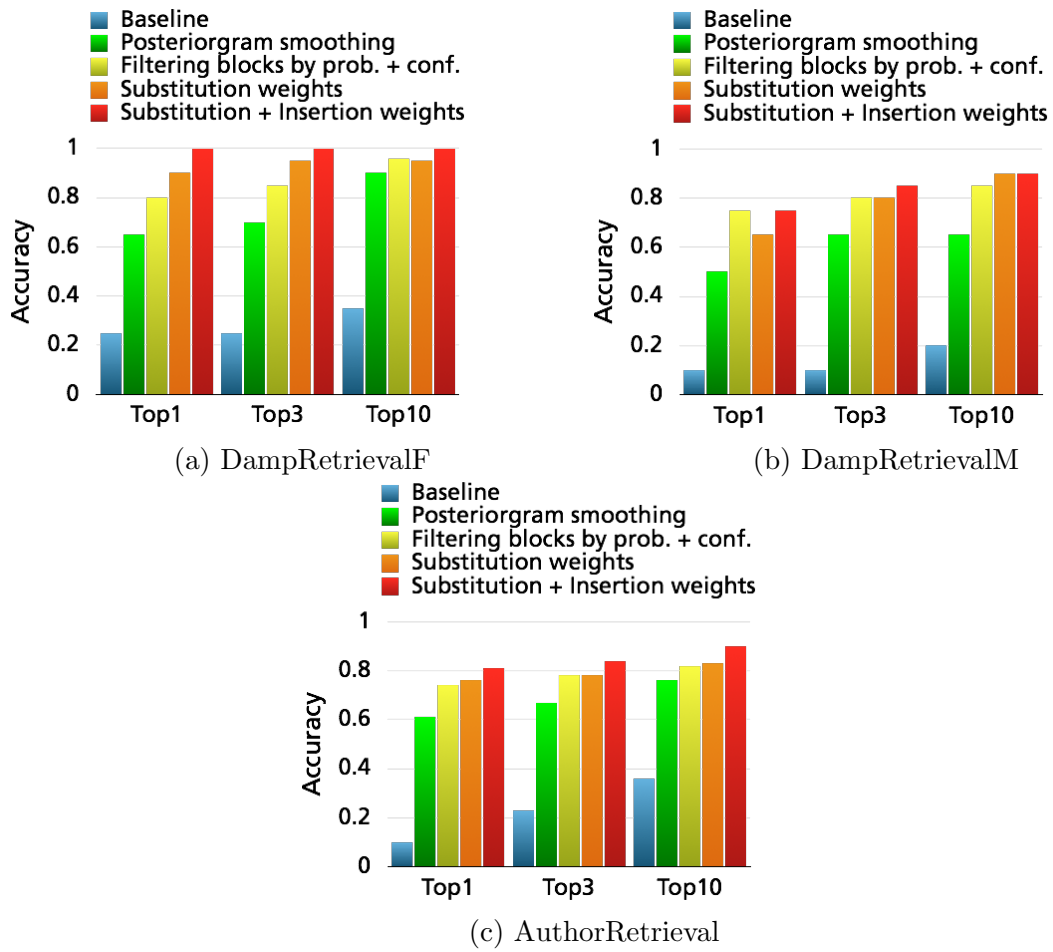 Baseline
Posteriorgram smoothing
Filtering blocks by prob. + conf.
Substitution weights
Substitution + Insertion weights
1
0.8
0.6
0.4
0.2
0
Accuracy
Top1 Top3 Top10
(a) DampRetrievalF
Baseline
Posteriorgram smoothing
Filtering blocks by prob. + conf.
Substitution weights
Substitution + Insertion weights
1
0.8
0.6
0.4
0.2
0
Accuracy
Top1 Top3 Top10
(b) DampRetrievalM
Baseline
Posteriorgram smoothing
Filtering blocks by prob. + conf.
Substitution weights
Substitution + Insertion weights
1
0.8
0.6
0.4
0.2
0
Accuracy
Top1 Top3 Top10
(c) AuthorRetrieval